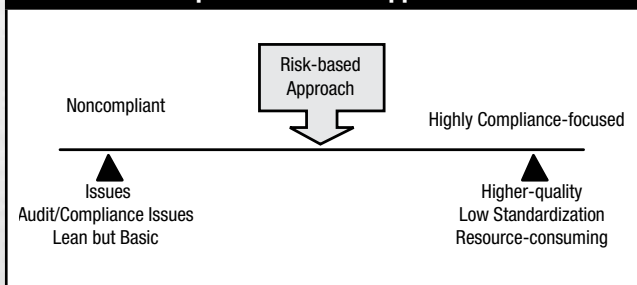 Risk-based
Approach
Noncompliant
Highly Compliance-focused
Issues
Audit/Compliance Issues
Lean but Basic
Higher-quality
Low Standardization
Resource-consuming